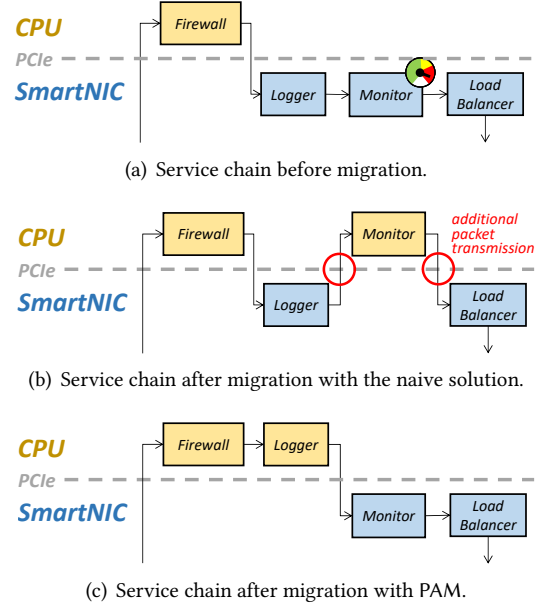 CPU
Firewall
PCIe
SmartNIC
Logger
Monitor
Load
Balancer
(a) Service chain before migration.
CPU
Firewall
Monitor
additional
packet
transmission
PCIe
SmartNIC
Logger
Load
Balancer
(b) Service chain after migration with the naive solution.
CPU
Firewall
Logger
PCIe
SmartNIC
Monitor
Load
Balancer
(c) Service chain after migration with PAM.